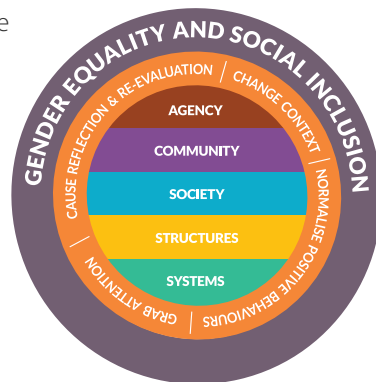 e
GENDER EQUALITY AND SOCIAL INCLUSION
CAUSE REFLECTION & RE-EVALUATION
CHANGE CONTEXT
NORMALISE POSITIVE BEHAVIOURS
GRAB ATTENTION
AGENCY
COMMUNITY
SOCIETY
STRUCTURES
SYSTEMS